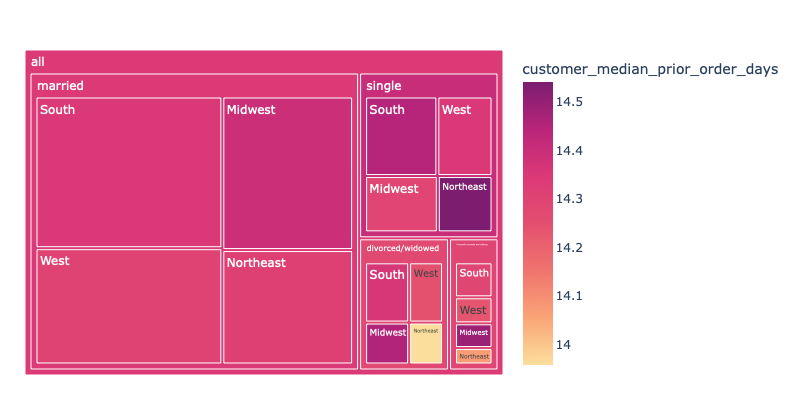 all
married
South
Midwest
West
Northeast
single
South
West
Midwest
Northeast
divorced/widowed
South
West
Midwest
Northeast
South
West
Midwest
Northeast
customer_median_prior_order_days
14.5
14.4
14.3
14.2
14.1
14